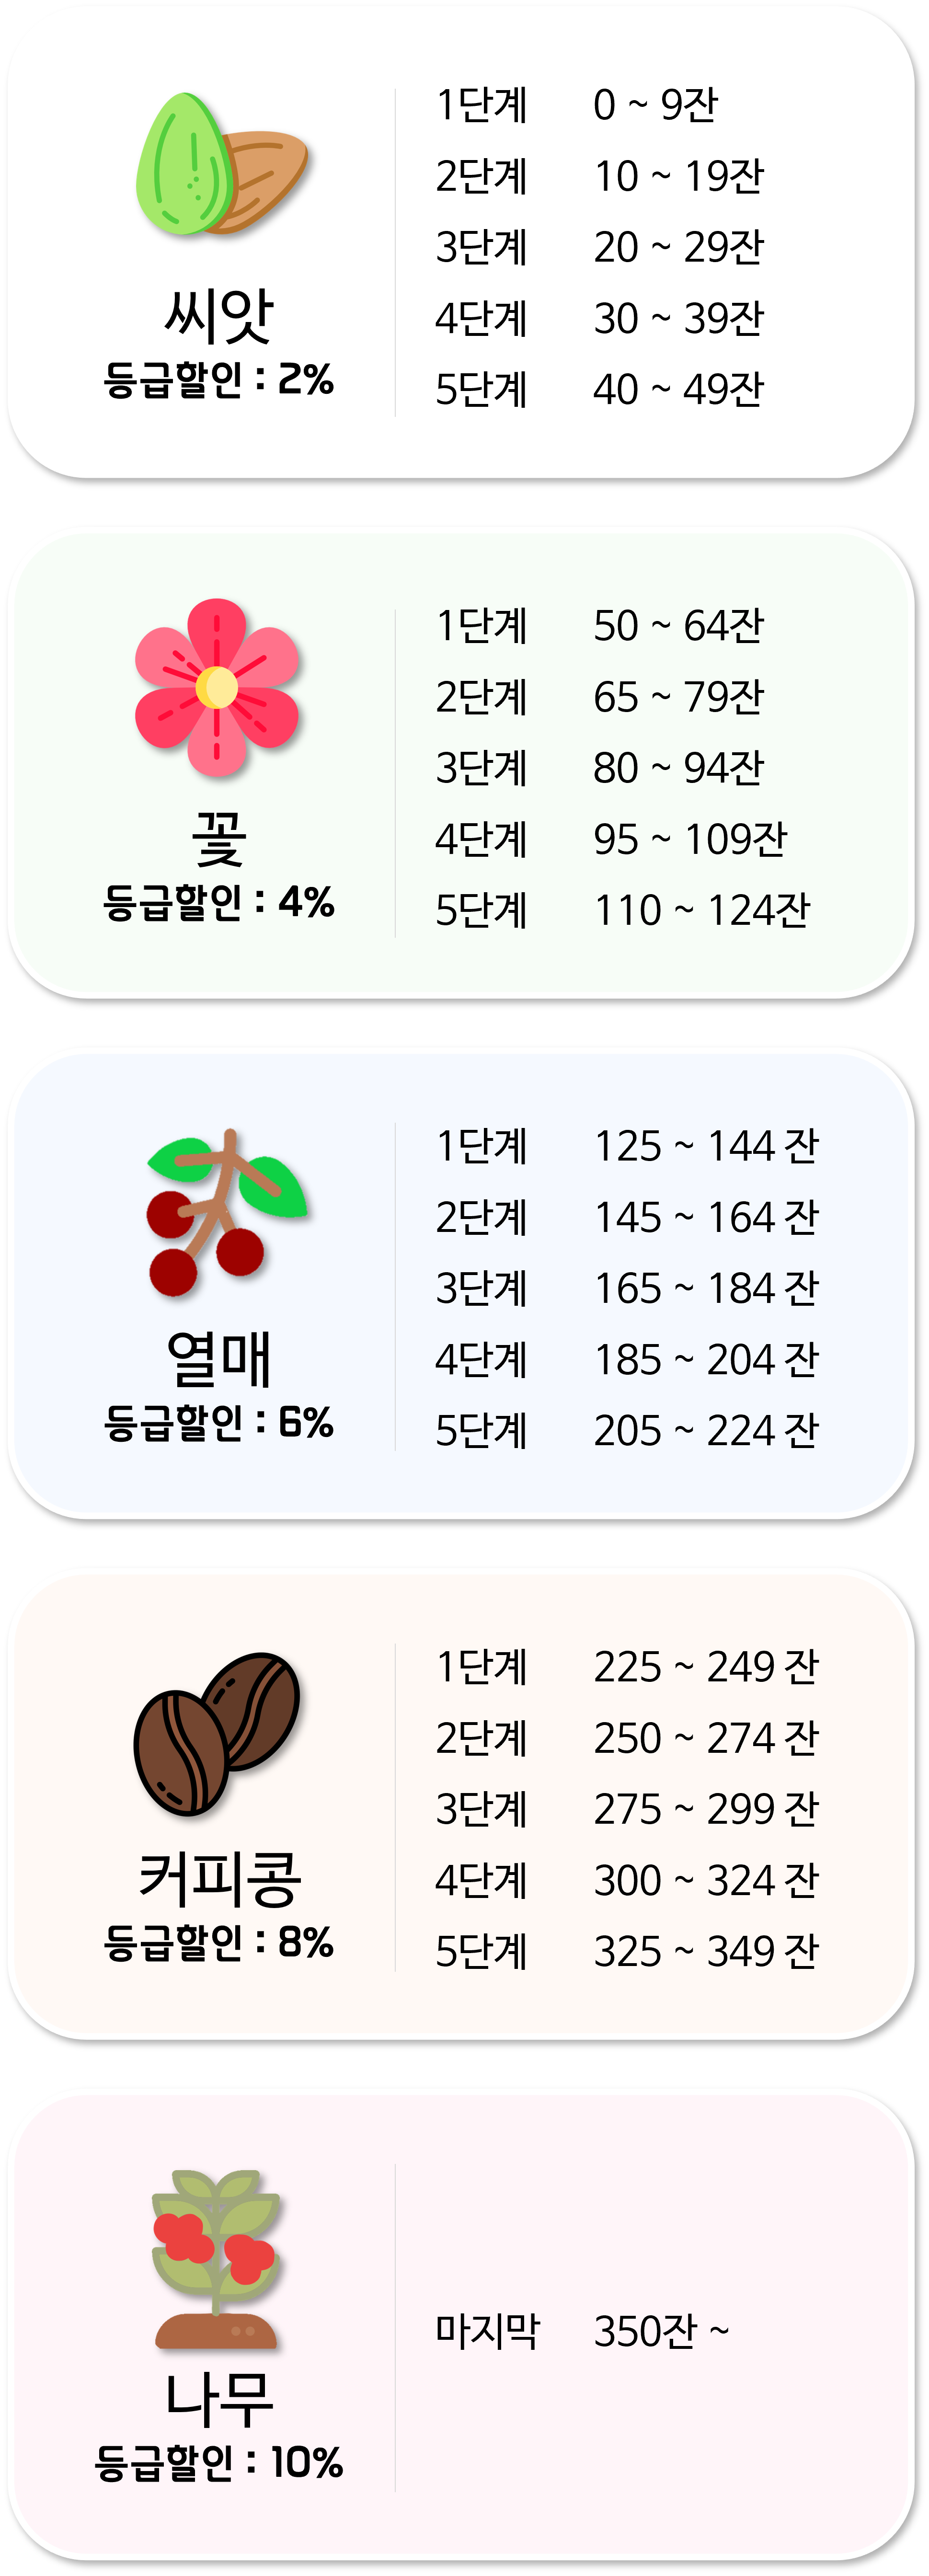 씨앗
등급할인 : 2%
1단계 0 ~ 9잔
2단계 10 ~ 19잔
3단계 20 ~ 29잔
4단계 30 ~ 39잔
5단계 40 ~ 49잔
꽃
등급할인 : 4%
1단계 50 ~ 64잔
2단계 65 ~ 79잔
3단계 80 ~ 94잔
4단계 95 ~ 109잔
5단계 110 ~ 124잔
열매
등급할인 : 6%
1단계 125 ~ 144 잔
2단계 145 ~ 164 잔
3단계 165 ~ 184 잔
4단계 185 ~ 204 잔
5단계 205 ~ 224 잔
커피콩
등급할인 : 8%
1단계 225 ~ 249 잔
2단계 250 ~ 274 잔
3단계 275 ~ 299 잔
4단계 300 ~ 324 잔
5단계 325 ~ 349 잔
나무
등급할인 : 10%
마지막 350잔 ~